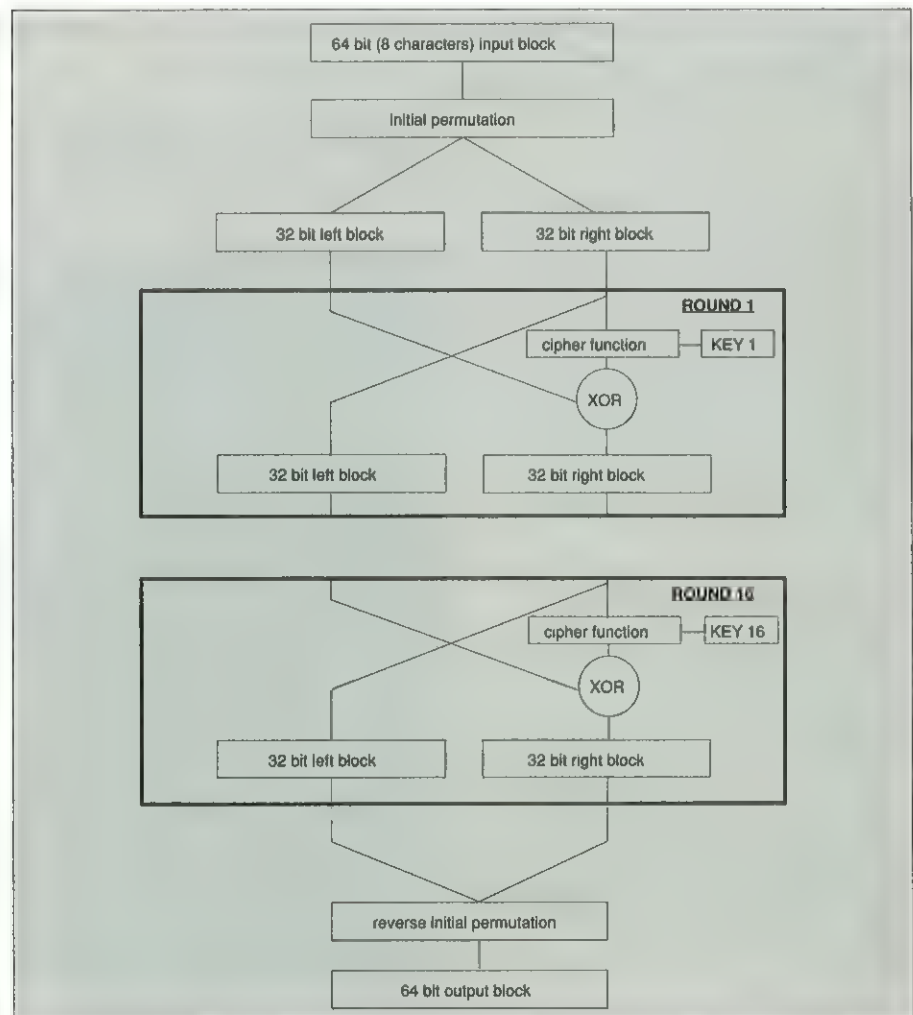 64 bit (8 characters) input block
initial permutation
32 bit left block
32 bit right block
ROUND 1
cipher function
KEY 1
XOR
32 bit left block
32 bit right block
ROUND 16
cipher function
KEY 16
XOR
32 bit left block
32 bit right block
reverse initial permutation
64 bit output block